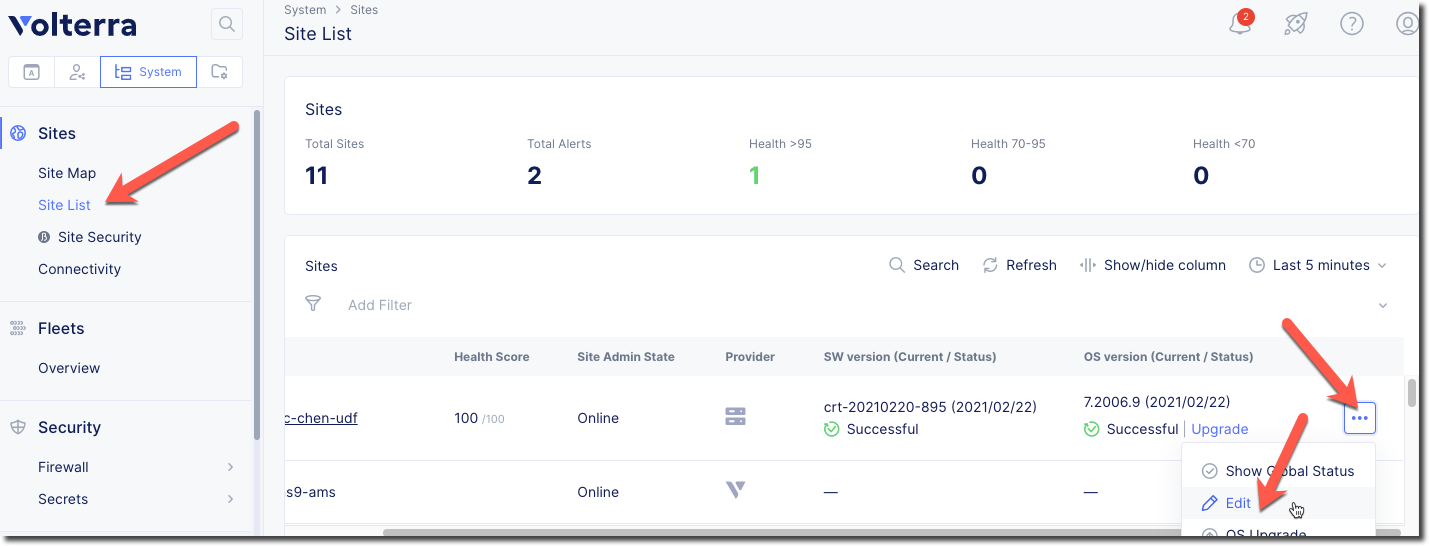 Volterra
System > Sites
Site List
2
A
System
Sites
Site Map
Site List
β Site Security
Connectivity
Fleets
Overview
Security
Firewall
Secrets
Sites
Total Sites
11
Total Alerts
2
Health >95
1
Health 70-95
0
Health <70
0
Sites
Search
Refresh
Show/hide column
Last 5 minutes
Add Filter
Health Score
Site Admin State
Provider
SW version (Current / Status)
OS version (Current / Status)
c-chen-udf
100 /100
Online
crt-20210220-895 (2021/02/22)
Successful
7.2006.9 (2021/02/22)
Successful | Upgrade
s9-ams
Online
—
—
Show Global Status
Edit
OS Upgrade